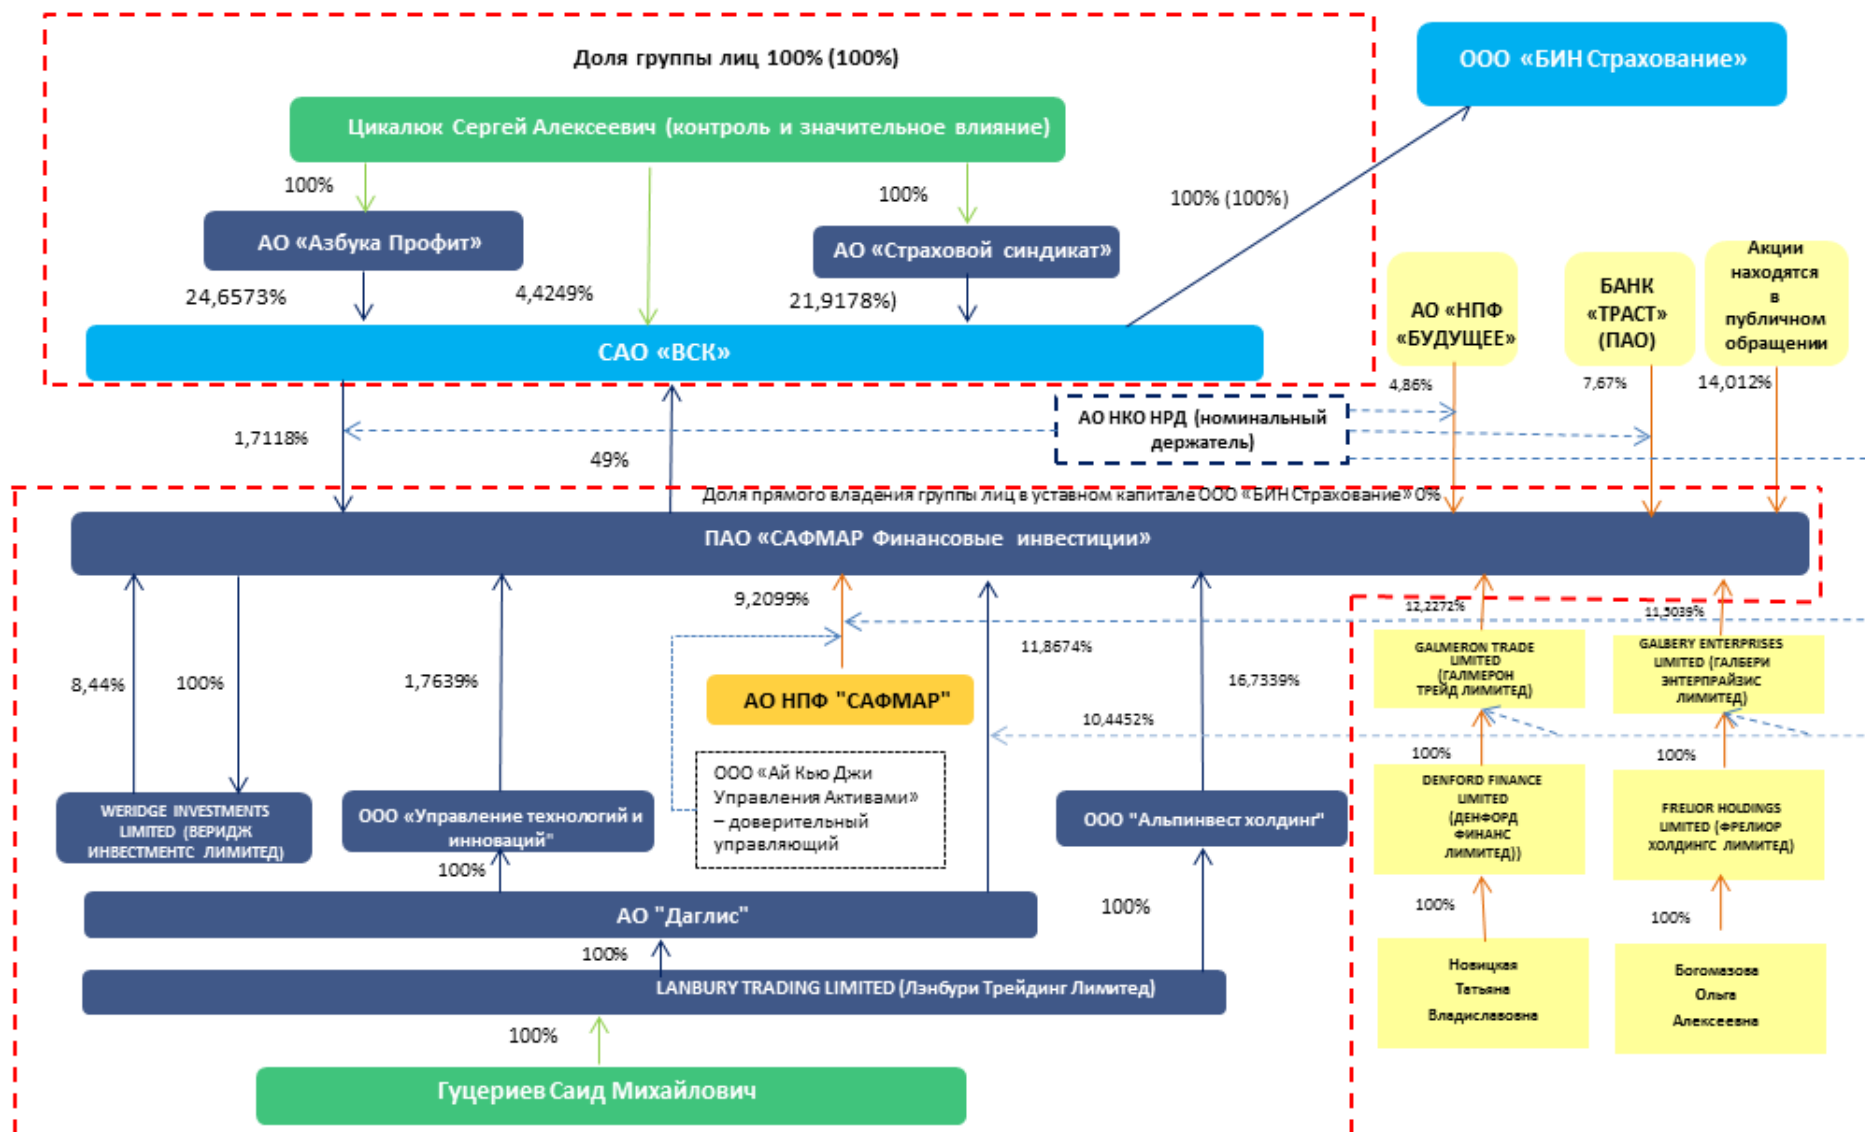 Доля группы лиц 100% (100%)
ООО «БИН Страхование»
Цикалюк Сергей Алексеевич (контроль и значительное влияние)
100%
100%
100% (100%)
АО «Азбука Профит»
АО «Страховой синдикат»
24,6573%
4,4249%
21,9178%)
САО «ВСК»
АО «НПФ
«БУДУЩЕЕ»
БАНК
«ТРАСТ»
(ПАО)
Акции
находятся
в
публичном
обращении
4,86%
7,67%
14,012%
АО НКО НРД (номинальный
держатель)
1,7118%
49%
Доля прямого владения группы лиц в уставном капитале ООО «БИН Страхование» 0%
ПАО «САФМАР Финансовые инвестиции»
8,44%
100%
1,7639%
9,2099%
11,8674%
10,4452%
16,7339%
12,2272%
11,3039%
АО НПФ "САФМАР"
GALMERON TRADE
LIMITED
(ГАЛМЕРОН
ТРЕЙД ЛИМИТЕД)
GALBERY ENTERPRISES
LIMITED (ГАЛБЕРИ
ЭНТЕРПРАЙЗИС
ЛИМИТЕД)
100%
100%
ООО «Ай Кью Джи
Управления Активами»
– доверительный
управляющий
WERIDGE INVESTMENTS
LIMITED (ВЕРИДЖ
ИНВЕСТМЕНТС ЛИМИТЕД)
ООО «Управление технологий и
инноваций"
ООО "Альпинвест холдинг"
DENFORD FINANCE
LIMITED
(ДЕНФОРД
ФИНАНС
ЛИМИТЕД))
FRELIOR HOLDINGS
LIMITED (ФРЕЛИОР
ХОЛДИНГС ЛИМИТЕД)
100%
100%
100%
100%
АО "Даглис"
100%
LANBURY TRADING LIMITED (Лэнбури Трейдинг Лимитед)
Новицкая
Татьяна
Владиславовна
Богомазова
Ольга
Алексеевна
100%
Гуцериев Саид Михайлович